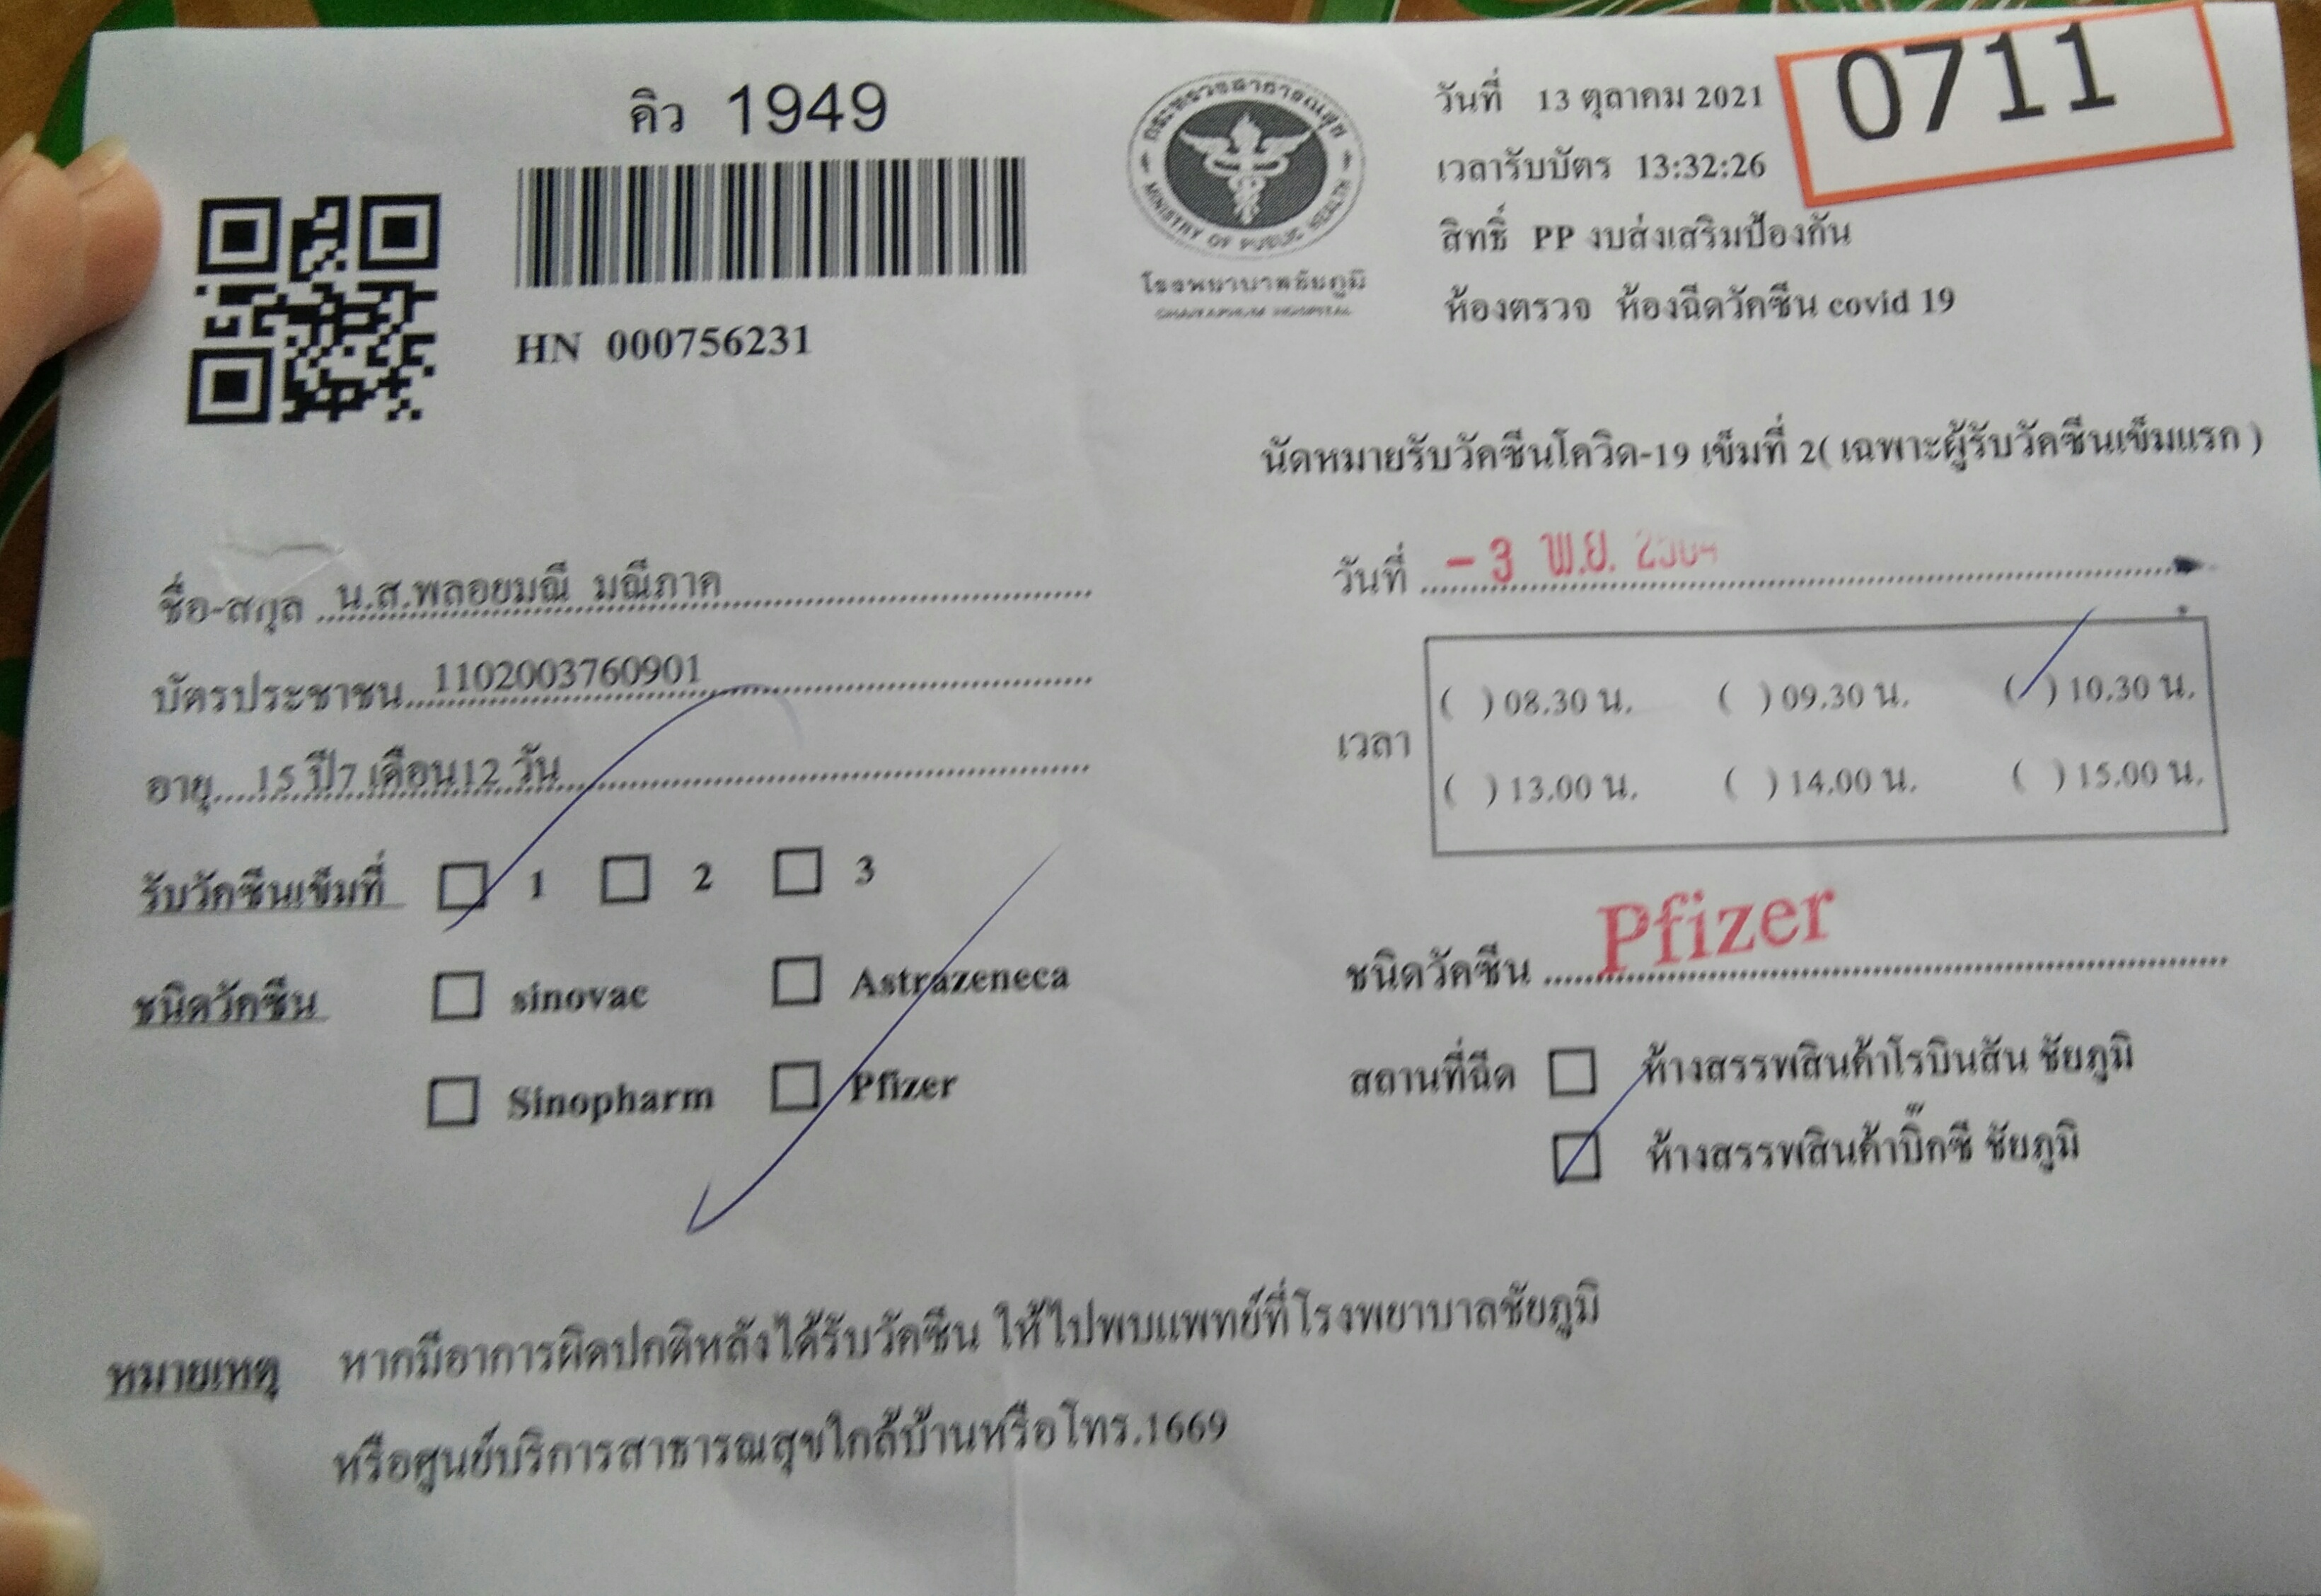 คิว 1949
0711
กระทรวงสาธารณสุข
MINISTRY OF PUBLIC HEALTH
โรงพยาบาลชัยภูมิ
CHAIYAPHUM HOSPITAL
วันที่ 13 ตุลาคม 2021
เวลารับบัตร 13:32:26
สิทธิ์ PP งบส่งเสริมป้องกัน
ห้องตรวจ ห้องฉีดวัคซีน covid 19
HN 000756231
ชื่อ-สกุล น.ส.พลอยมณี มณีภาค
บัตรประชาชน 1102003760901
อายุ 15 ปี7 เดือน12 วัน
รับวัคซีนเข็มที่ 1 2 3
ชนิดวัคซีน sinovac Astrazeneca
Sinopharm Pfizer
นัดหมายรับวัคซีนโควิด-19 เข็มที่ 2( เฉพาะผู้รับวัคซีนเข็มแรก )
วันที่ - 3 พ.ย. 2564
เวลา
( ) 08.30 น. ( ) 09.30 น. ( ) 10.30 น.
( ) 13.00 น. ( ) 14.00 น. ( ) 15.00 น.
ชนิดวัคซีน Pfizer
สถานที่ฉีด ห้างสรรพสินค้าโรบินสัน ชัยภูมิ
ห้างสรรพสินค้าบิ๊กซี ชัยภูมิ
หมายเหตุ หากมีอาการผิดปกติหลังได้รับวัคซีน ให้ไปพบแพทย์ที่โรงพยาบาลชัยภูมิ
หรือศูนย์บริการสาธารณสุขใกล้บ้านหรือโทร.1669